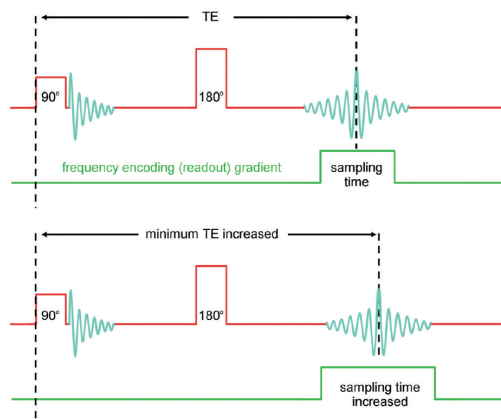 TE
90°
180°
frequency encoding (readout) gradient
sampling
time
minimum TE increased
90°
180°
sampling time
increased